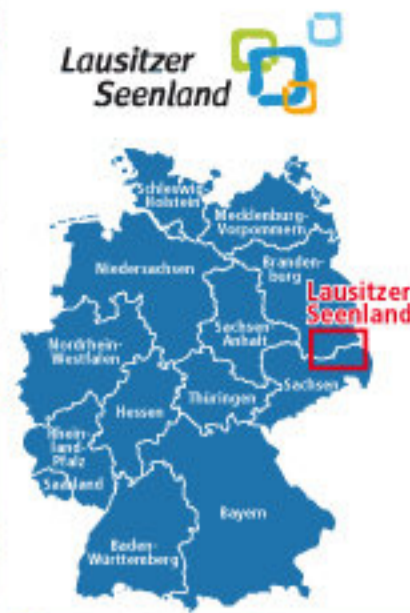 Lausitzer
Seenland
Schleswig-
Holstein
Mecklenburg-
Vorpommern
Niedersachsen
Branden-
burg
Lausitzer
Seenland
Sachsen-
Anhalt
Nordrhein-
Westfalen
Sachsen
Thüringen
Hessen
Rhein-
land-
Pfalz
Saarland
Bayern
Baden-
Württemberg